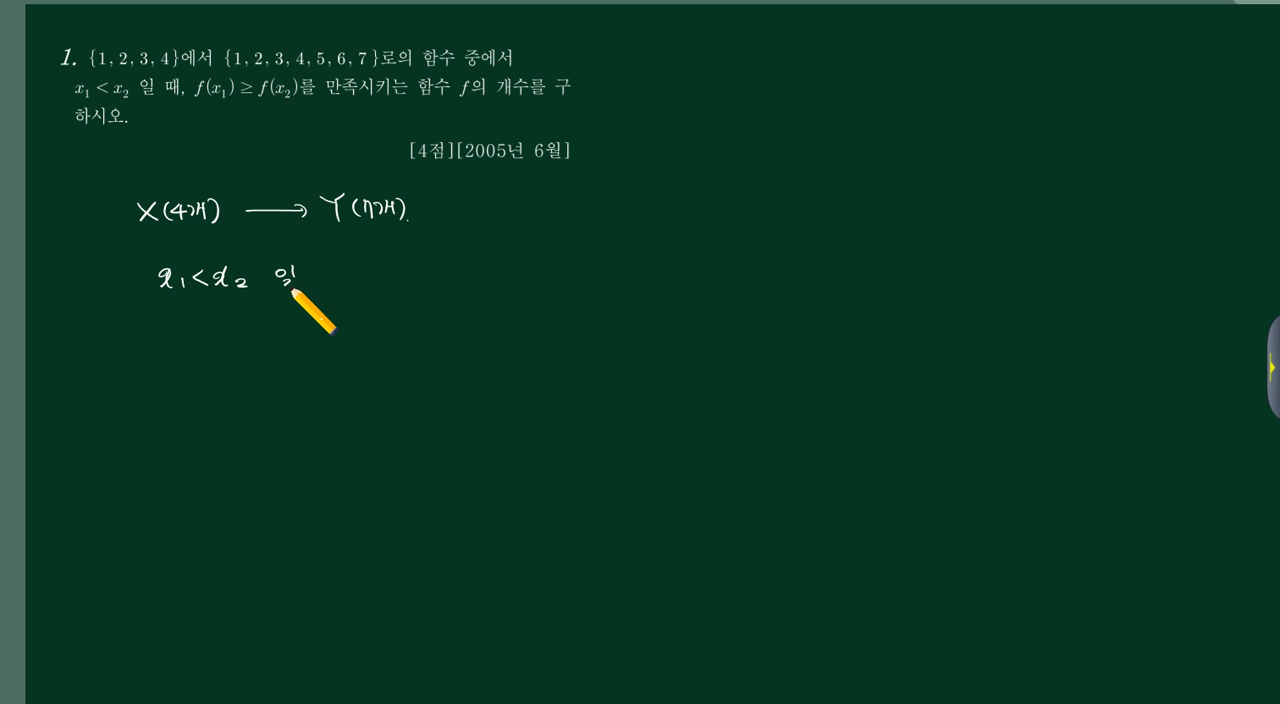 1. {1, 2, 3, 4}에서 {1, 2, 3, 4, 5, 6, 7}로의 함수 중에서
x₁ < x₂ 일 때, f(x₁) ≥ f(x₂)를 만족시키는 함수 f의 개수를 구
하시오.
[4점][2005년 6월]
X(4개) ⟶ Y(7개).
x₁ < x₂ 일